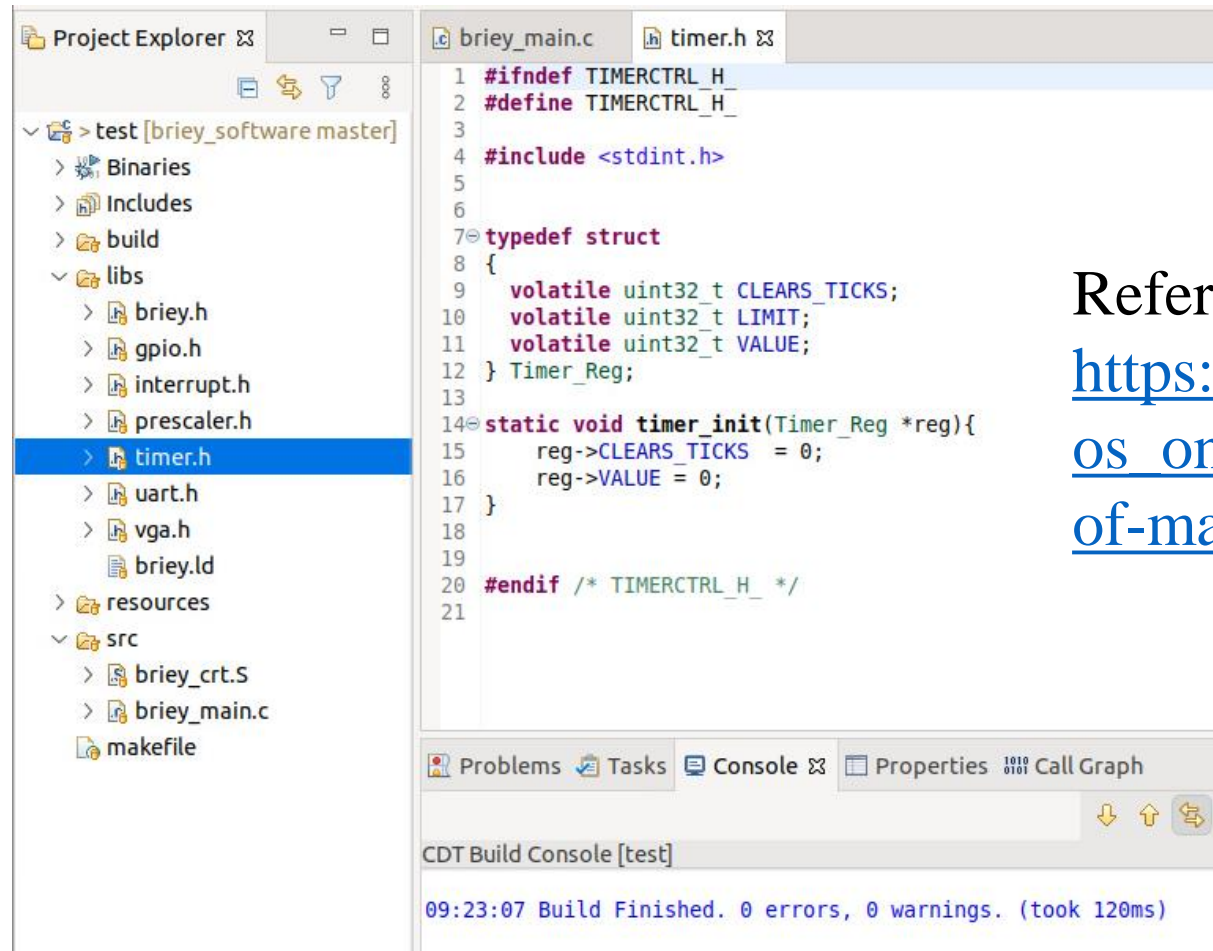 Project Explorer
> test [briey_software master]
Binaries
Includes
build
libs
briey.h
gpio.h
interrupt.h
prescaler.h
timer.h
uart.h
vga.h
briey.ld
resources
src
briey_crt.S
briey_main.c
makefile
briey_main.c timer.h
1 #ifndef TIMERCTRL_H_
2 #define TIMERCTRL_H_
3
4 #include <stdint.h>
5
6
7 typedef struct
8 {
9 volatile uint32_t CLEARS_TICKS;
10 volatile uint32_t LIMIT;
11 volatile uint32_t VALUE;
12 } Timer_Reg;
13
14 static void timer_init(Timer_Reg *reg){
15 reg->CLEARS_TICKS = 0;
16 reg->VALUE = 0;
17 }
18
19
20 #endif /* TIMERCTRL_H_ */
21
Problems Tasks Console Properties Call Graph
CDT Build Console [test]
09:23:07 Build Finished. 0 errors, 0 warnings. (took 120ms)
Refer
https:
os_on
of-ma